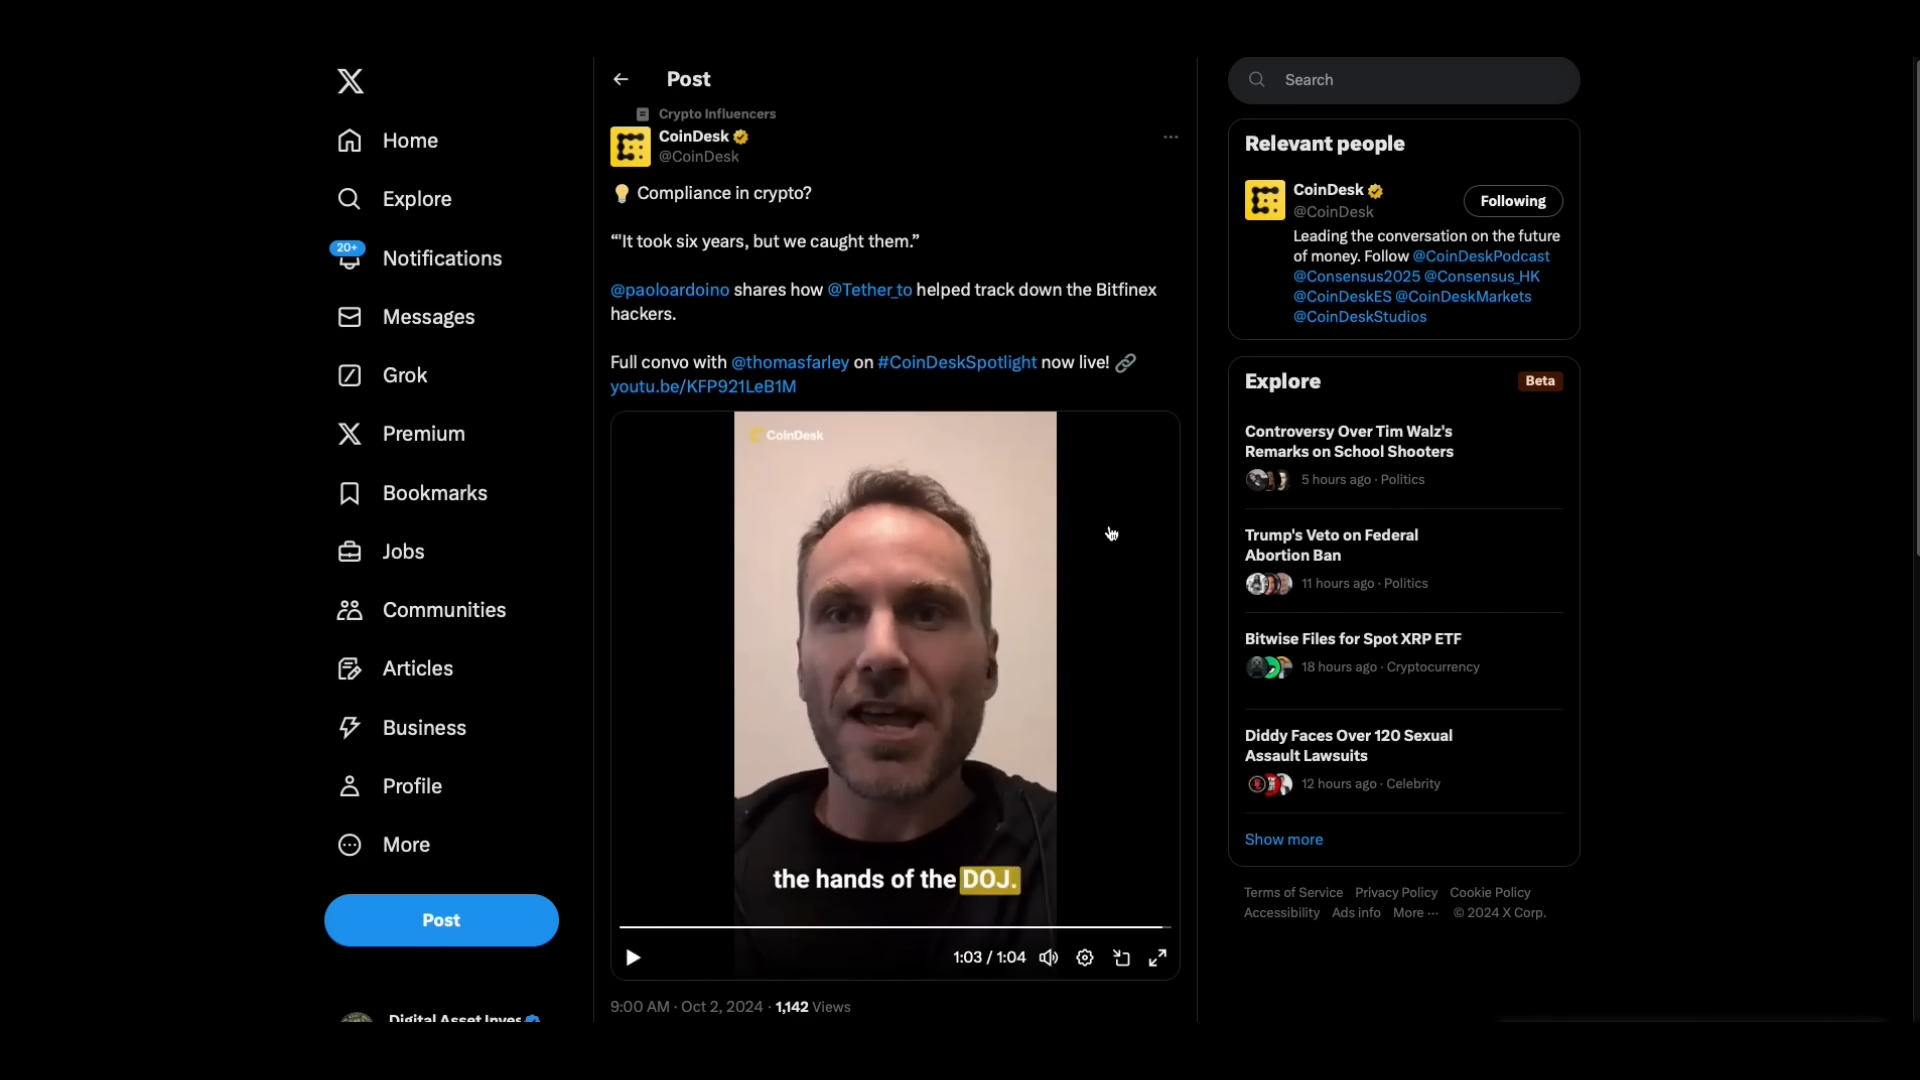 Home
Explore
20+
Notifications
Messages
Grok
Premium
Bookmarks
Jobs
Communities
Articles
Business
Profile
More
Post
Digital Asset Inves
Post
Crypto Influencers
CoinDesk
@CoinDesk
💡 Compliance in crypto?
“'It took six years, but we caught them.”
@paoloardoino shares how @Tether_to helped track down the Bitfinex
hackers.
Full convo with @thomasfarley on #CoinDeskSpotlight now live! 🔗
youtu.be/KFP921LeB1M
CoinDesk
the hands of the DOJ.
1:03 / 1:04
9:00 AM · Oct 2, 2024 · 1,142 Views
Search
Relevant people
CoinDesk
@CoinDesk
Following
Leading the conversation on the future
of money. Follow @CoinDeskPodcast
@Consensus2025 @Consensus_HK
@CoinDeskES @CoinDeskMarkets
@CoinDeskStudios
Explore
Beta
Controversy Over Tim Walz's
Remarks on School Shooters
5 hours ago · Politics
Trump's Veto on Federal
Abortion Ban
11 hours ago · Politics
Bitwise Files for Spot XRP ETF
18 hours ago · Cryptocurrency
Diddy Faces Over 120 Sexual
Assault Lawsuits
12 hours ago · Celebrity
Show more
Terms of Service Privacy Policy Cookie Policy
Accessibility Ads info More ··· © 2024 X Corp.